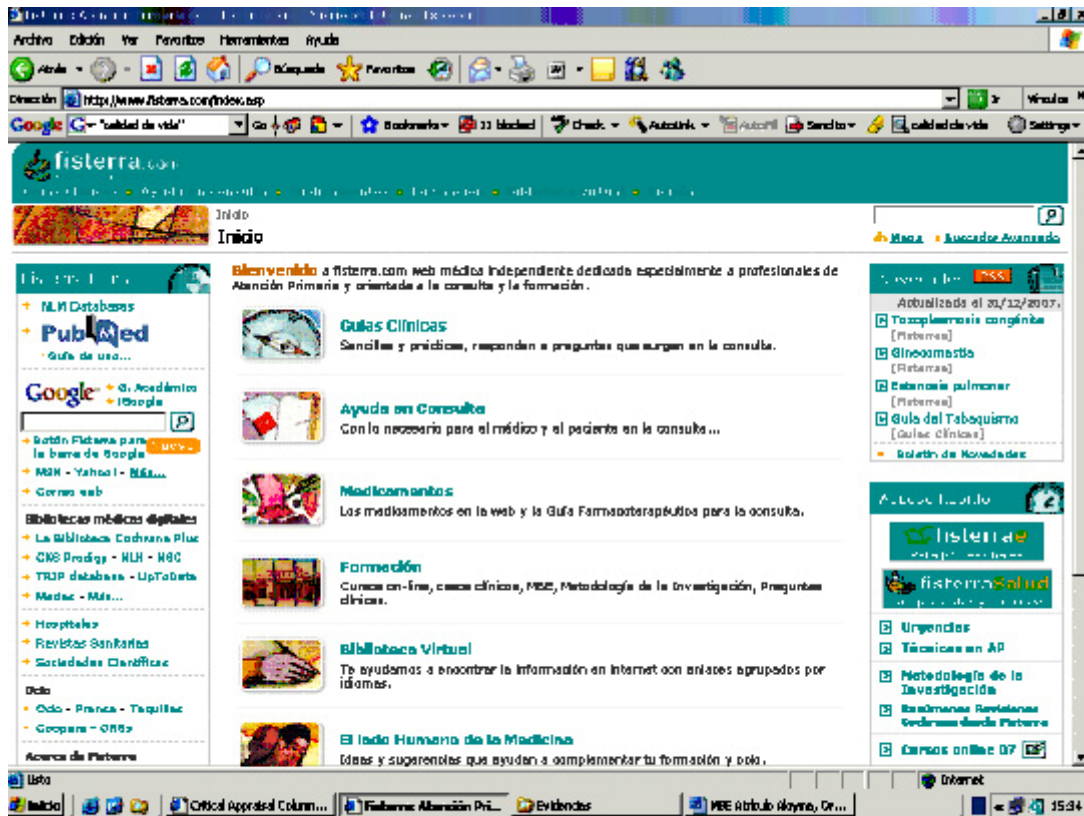 Archivo Edición Ver Favoritos Herramientas Ayuda
Atrás Búsqueda Favoritos
Dirección http://www.fisterra.com/index.asp Ir Vínculos
Google "calidad de vida" Go Bookmarks 33 blocked Check AutoLink AutoFill Send to calidad de vida Settings
fisterra.com
Inicio
Inicio
Mapa Buscador Avanzado
NLM Databases
PubMed
Guía de uso...
Google G. Académico
iGoogle
Botón Fisterra para
la barra de Google
MSN - Yahoo! - Más...
Correo web
Bibliotecas médicas digitales
La Biblioteca Cochrane Plus
CKS Prodigy - NLH - NGC
TRIP database - UpToDate
Medes - Más...
Hospitales
Revistas Sanitarias
Sociedades Científicas
Ocio
Ocio - Prensa - Taquillas
Coopera - ONGs
Acerca de Fisterra
Bienvenido a fisterra.com web médica independiente dedicada especialmente a profesionales de
Atención Primaria y orientada a la consulta y la formación.
Guías Clínicas
Sencillas y prácticas, responden a preguntas que surgen en la consulta.
Ayuda en Consulta
Con lo necesario para el médico y el paciente en la consulta...
Medicamentos
Los medicamentos en la web y la Guía Farmacoterapéutica para la consulta.
Formación
Cursos on-line, casos clínicos, MBE, Metodología de la Investigación, Preguntas
clínicas.
Biblioteca Virtual
Te ayudamos a encontrar la información en Internet con enlaces agrupados por
idiomas.
El lado Humano de la Medicina
Ideas y sugerencias que ayudan a complementar tu formación y ocio.
RSS
Actualizada el 21/12/2007.
Toxoplasmosis congénita
[Fisterrae]
Ginecomastia
[Fisterrae]
Estenosis pulmonar
[Fisterrae]
Guía del Tabaquismo
[Guías Clínicas]
Boletín de Novedades
Acceso Rápido
fisterrae
fisterraSalud
Urgencias
Técnicas en AP
Metodología de la
Investigación
Resúmenes Revisiones
Cochrane desde Fisterra
Cursos online 07
Listo Internet
Inicio Critical Appraisal Column... Fisterra: Atención Pri... Evidencias MBE Atributo Aloyma, Or... 15:34